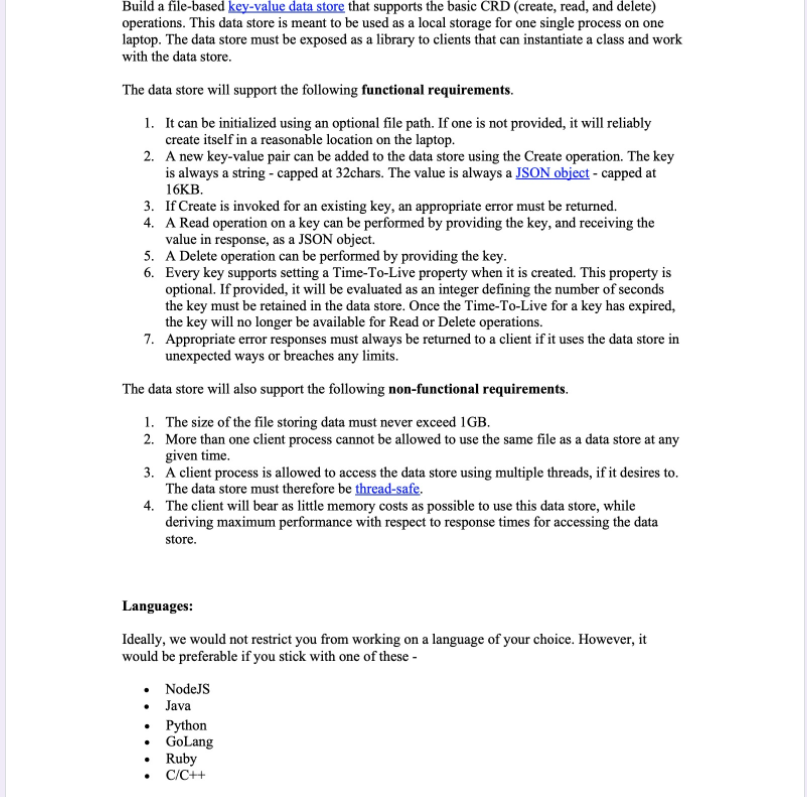 Build a file-based key-value data store that supports the basic CRD (create, read, and delete)
operations. This data store is meant to be used as a local storage for one single process on one
laptop. The data store must be exposed as a library to clients that can instantiate a class and work
with the data store.
The data store will support the following functional requirements.
1. It can be initialized using an optional file path. If one is not provided, it will reliably
create itself in a reasonable location on the laptop.
2. A new key-value pair can be added to the data store using the Create operation. The key
is always a string - capped at 32chars. The value is always a JSON object - capped at
16KB.
3. If Create is invoked for an existing key, an appropriate error must be returned.
4. A Read operation on a key can be performed by providing the key, and receiving the
value in response, as a JSON object.
5. A Delete operation can be performed by providing the key.
6. Every key supports setting a Time-To-Live property when it is created. This property is
optional. If provided, it will be evaluated as an integer defining the number of seconds
the key must be retained in the data store. Once the Time-To-Live for a key has expired,
the key will no longer be available for Read or Delete operations.
7. Appropriate error responses must always be returned to a client if it uses the data store in
unexpected ways or breaches any limits.
The data store will also support the following non-functional requirements.
1. The size of the file storing data must never exceed 1GB.
2. More than one client process cannot be allowed to use the same file as a data store at any
given time.
3. A client process is allowed to access the data store using multiple threads, if it desires to.
The data store must therefore be thread-safe.
4. The client will bear as little memory costs as possible to use this data store, while
deriving maximum performance with respect to response times for accessing the data
store.
Languages:
Ideally, we would not restrict you from working on a language of your choice. However, it
would be preferable if you stick with one of these -
• NodeJS
• Java
• Python
• GoLang
• Ruby
• C/C++